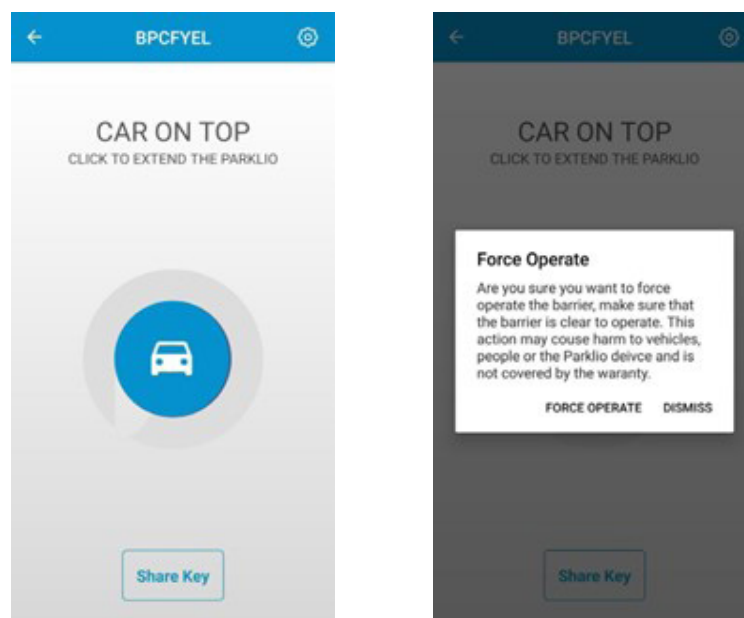 BPCFYEL
CAR ON TOP
CLICK TO EXTEND THE PARKLIO
Share Key
BPCFYEL
CAR ON TOP
CLICK TO EXTEND THE PARKLIO
Force Operate
Are you sure you want to force
operate the barrier, make sure that
the barrier is clear to operate. This
action may couse harm to vehicles,
people or the Parklio deivce and is
not covered by the waranty.
FORCE OPERATE DISMISS
Share Key